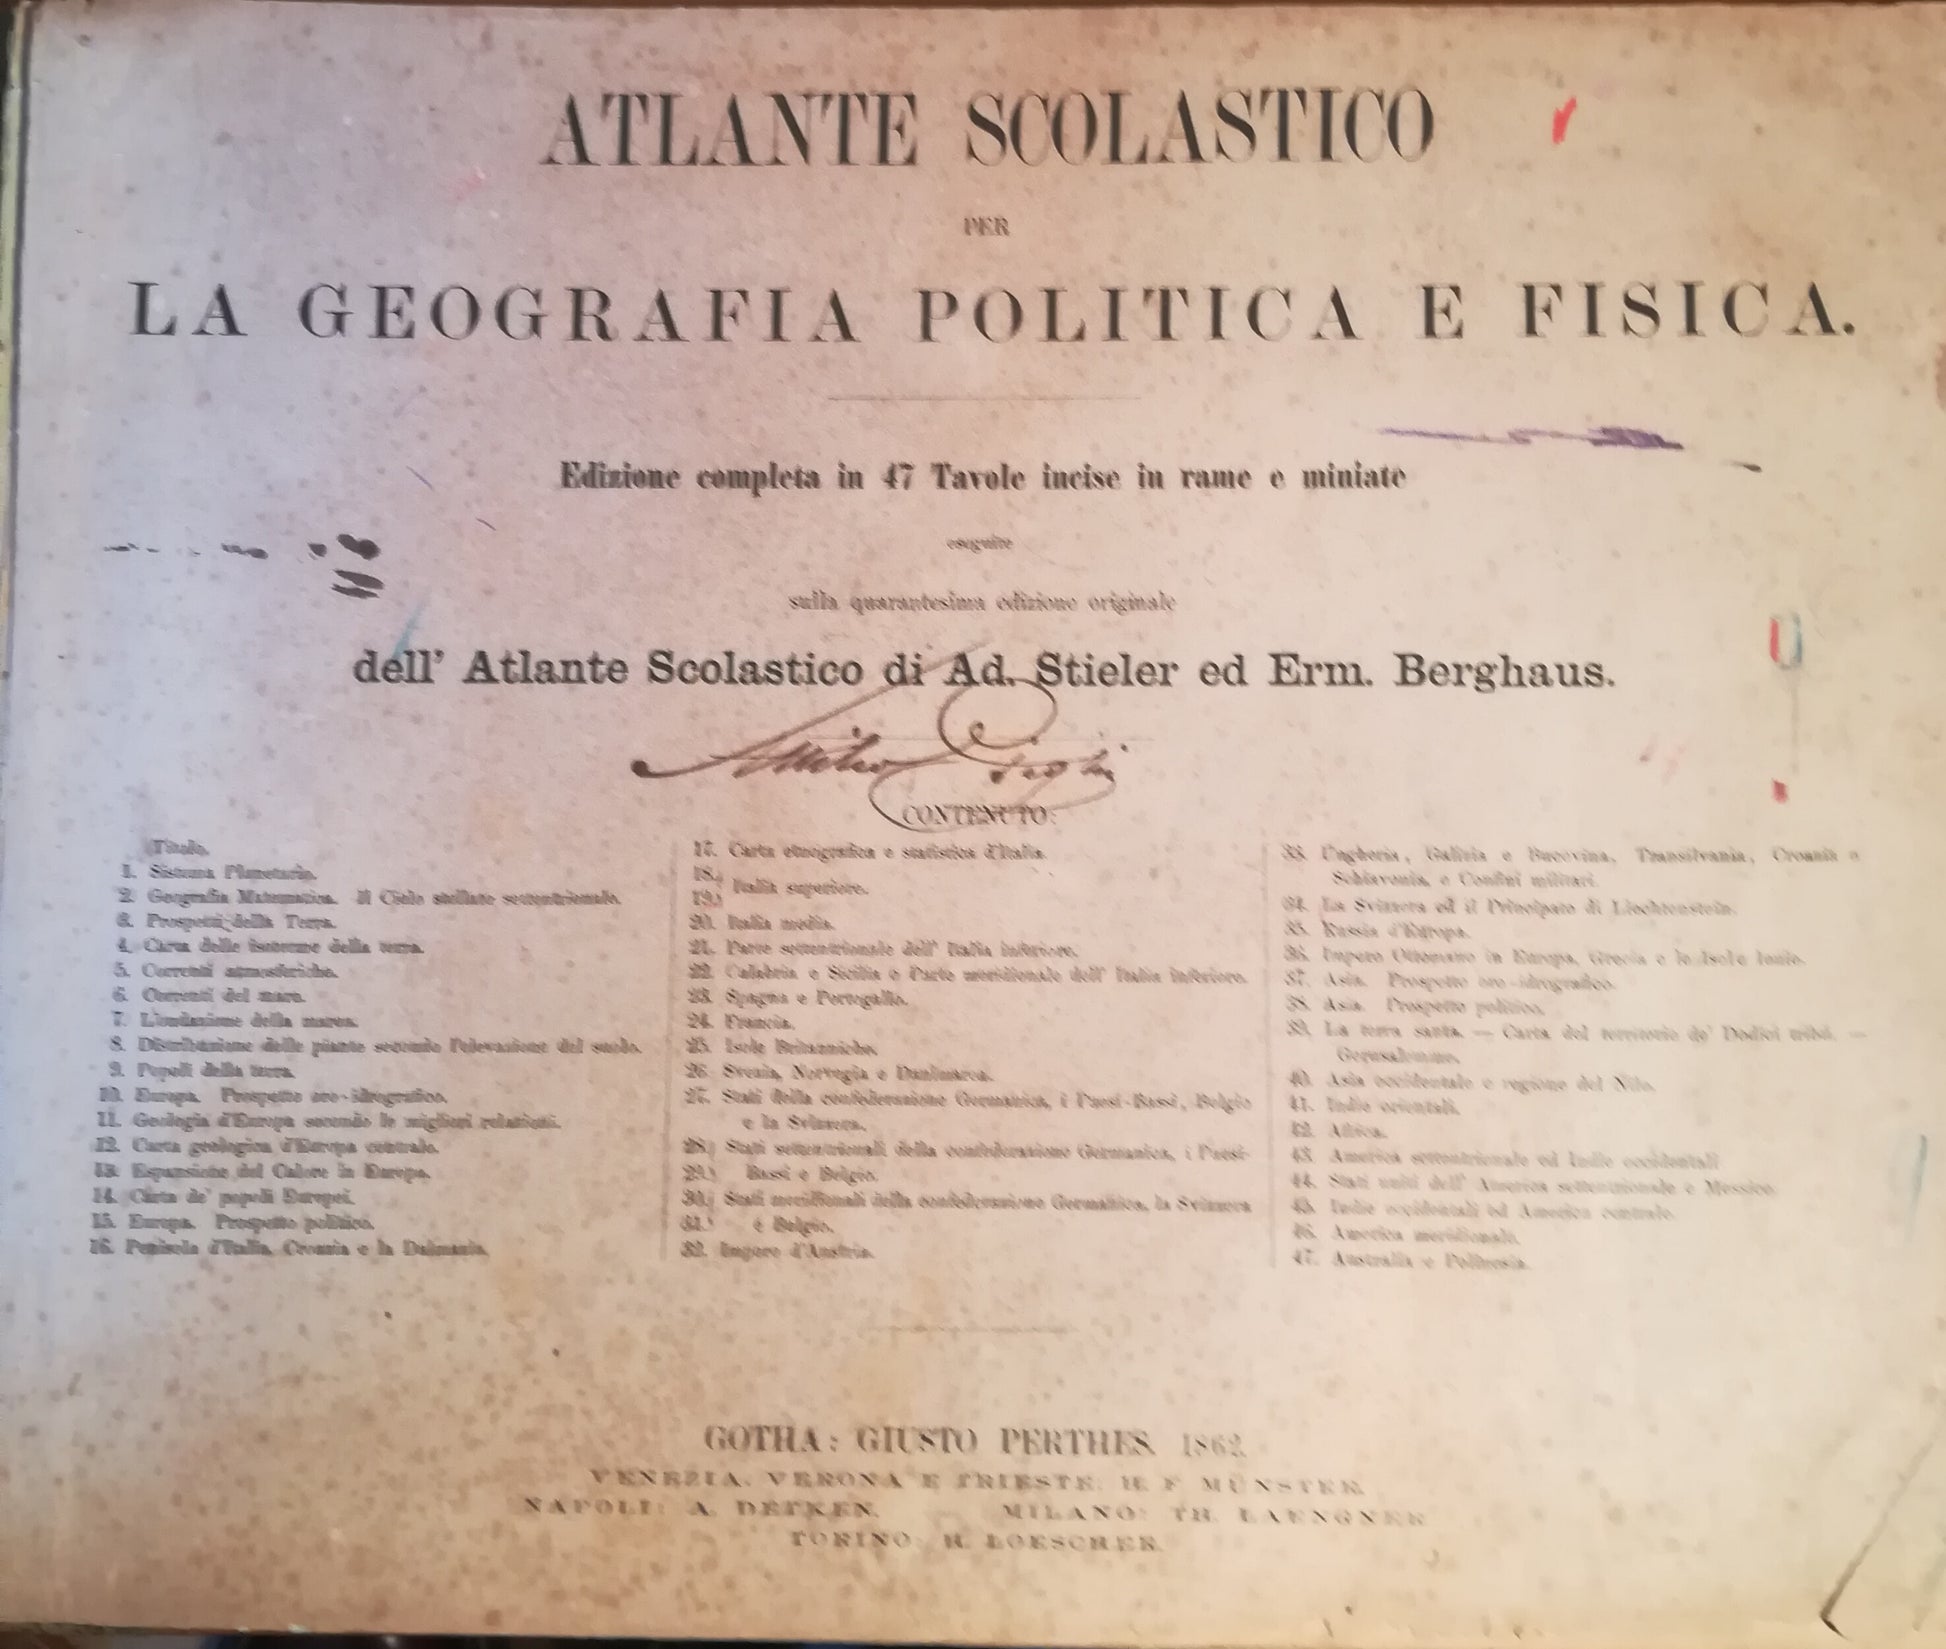 ATLANTE SCOLASTICO
PER
LA GEOGRAFIA POLITICA E FISICA.
Edizione completa in 47 Tavole incise in rame e miniate
eseguite
sulla quarantesima edizione originale
dell' Atlante Scolastico di Ad. Stieler ed Erm. Berghaus.
CONTENUTO:
Titolo.
1. Sistema Planetario.
2. Geografia Matematica. Il Cielo stellato settentrionale.
3. Prospetti della Terra.
4. Carta delle isoterme della terra.
5. Correnti atmosferiche.
6. Correnti del mare.
7. L'ondazione della marea.
8. Distribuzione delle piante secondo l'elevazione del suolo.
9. Popoli della terra.
10. Europa. Prospetto oro-idrografico.
11. Geologia d'Europa secondo le migliori relazioni.
12. Carta geologica d'Europa centrale.
13. Espansione del Calore in Europa.
14. Carta de' popoli Europei.
15. Europa. Prospetto politico.
16. Penisola d'Italia, Croazia e la Dalmazia.
17. Carta etnografica e statistica d'Italia.
18.
19. Italia superiore.
20. Italia media.
21. Parte settentrionale dell' Italia inferiore.
22. Calabria e Sicilia o Parte meridionale dell' Italia inferiore.
23. Spagna e Portogallo.
24. Francia.
25. Isole Britanniche.
26. Svezia, Norvegia e Danimarca.
27. Stati della confederazione Germanica, i Paesi-Bassi, Belgio
e la Svizzera.
28. Stati settentrionali della confederazione Germanica, i Paesi-
29. Bassi e Belgio.
30. Stati meridionali della confederazione Germanica, la Svizzera
31. e Belgio.
32. Impero d'Austria.
33. Ungheria, Galizia e Bucovina, Transilvania, Croazia e
Schiavonia, e Confini militari.
34. La Svizzera ed il Principato di Liechtenstein.
35. Russia d'Europa.
36. Impero Ottomano in Europa, Grecia e le Isole Ionie.
37. Asia. Prospetto oro-idrografico.
38. Asia. Prospetto politico.
39. La terra santa. — Carta del territorio de' Dodici tribù. —
Gerusalemme.
40. Asia occidentale e regione del Nilo.
41. Indie orientali.
42. Africa.
43. America settentrionale ed Indie occidentali
44. Stati uniti dell' America settentrionale e Messico.
45. Indie occidentali ed America centrale.
46. America meridionale.
47. Australia e Polinesia.
GOTHA: GIUSTO PERTHES. 1862.
VENEZIA, VERONA E TRIESTE: H. F. MÜNSTER.
NAPOLI: A. DETKEN. MILANO: TH. LAENGNER
TORINO: H. LOESCHER.